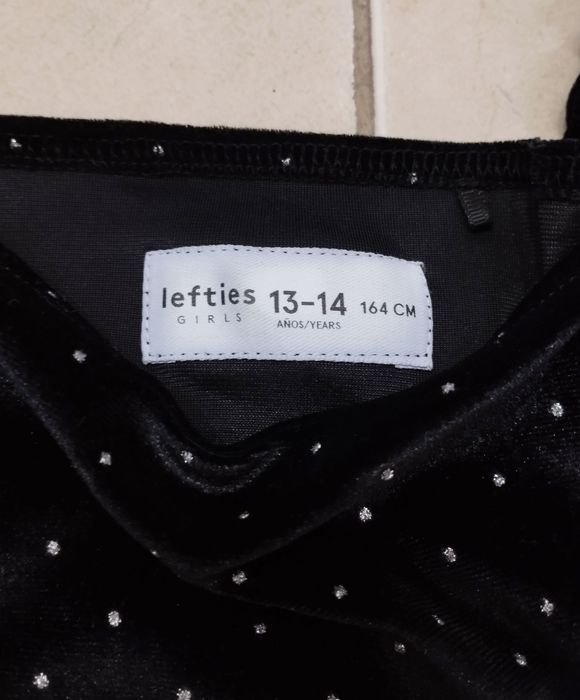 lefties 13-14 164 CM
GIRLS AÑOS/YEARS